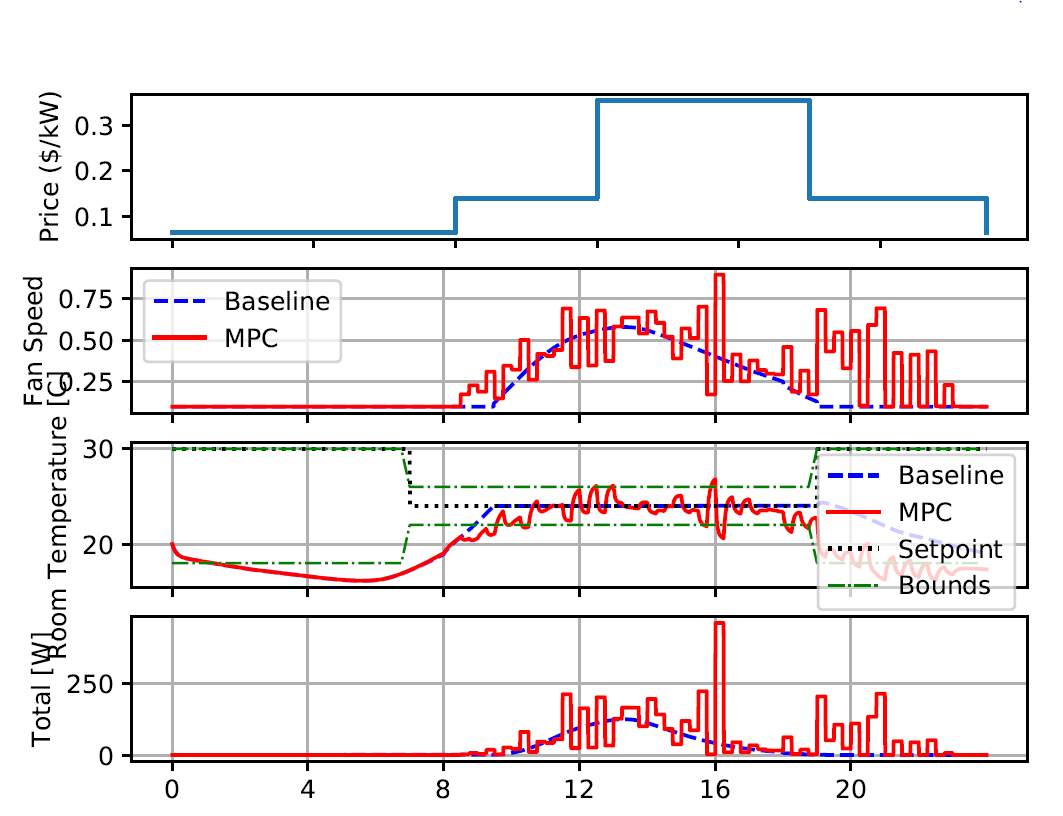 Price ($/kW)
0.3
0.2
0.1
Fan Speed
0.75
0.50
0.25
Baseline
MPC
Room Temperature [C]
30
20
Baseline
MPC
Setpoint
Bounds
Total [W]
250
0
0 4 8 12 16 20